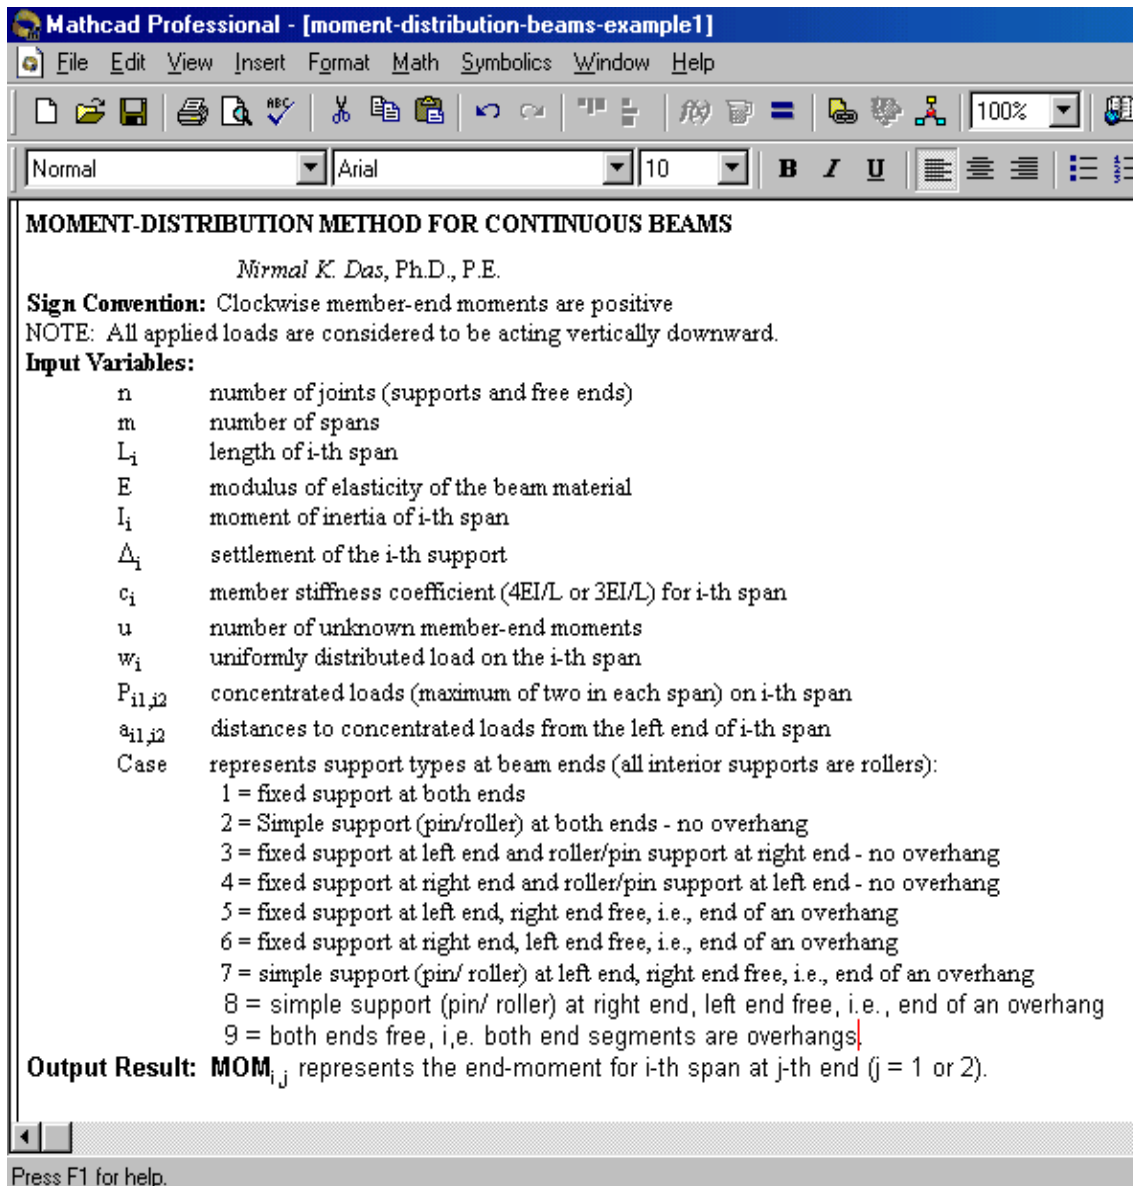 Mathcad Professional - [moment-distribution-beams-example1]
File Edit View Insert Format Math Symbolics Window Help
ABC f(x) 100%
Normal Arial 10 B I U
MOMENT-DISTRIBUTION METHOD FOR CONTINUOUS BEAMS
Nirmal K. Das, Ph.D., P.E.
Sign Convention: Clockwise member-end moments are positive
NOTE: All applied loads are considered to be acting vertically downward.
Input Variables:
n number of joints (supports and free ends)
m number of spans
Li length of i-th span
E modulus of elasticity of the beam material
Ii moment of inertia of i-th span
Δi settlement of the i-th support
ci member stiffness coefficient (4EI/L or 3EI/L) for i-th span
u number of unknown member-end moments
wi uniformly distributed load on the i-th span
Pi1,i2 concentrated loads (maximum of two in each span) on i-th span
ai1,i2 distances to concentrated loads from the left end of i-th span
Case represents support types at beam ends (all interior supports are rollers):
1 = fixed support at both ends
2 = Simple support (pin/roller) at both ends - no overhang
3 = fixed support at left end and roller/pin support at right end - no overhang
4 = fixed support at right end and roller/pin support at left end - no overhang
5 = fixed support at left end, right end free, i.e., end of an overhang
6 = fixed support at right end, left end free, i.e., end of an overhang
7 = simple support (pin/ roller) at left end, right end free, i.e., end of an overhang
8 = simple support (pin/ roller) at right end, left end free, i.e., end of an overhang
9 = both ends free, i,e. both end segments are overhangs.
Output Result: MOMi,j represents the end-moment for i-th span at j-th end (j = 1 or 2).
Press F1 for help.